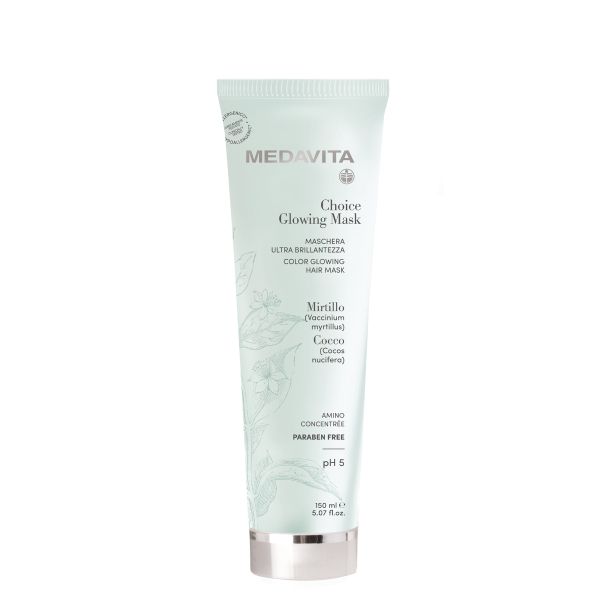 MEDAVITA
Choice
Glowing Mask
MASCHERA
ULTRA BRILLANTEZZA
COLOR GLOWING
HAIR MASK
Mirtillo
(Vaccinium
myrtillus)
Cocco
(Cocos
nucifera)
AMINO
CONCENTRÉE
PARABEN FREE
pH 5
150 ml ℮
5.07 fl.oz.